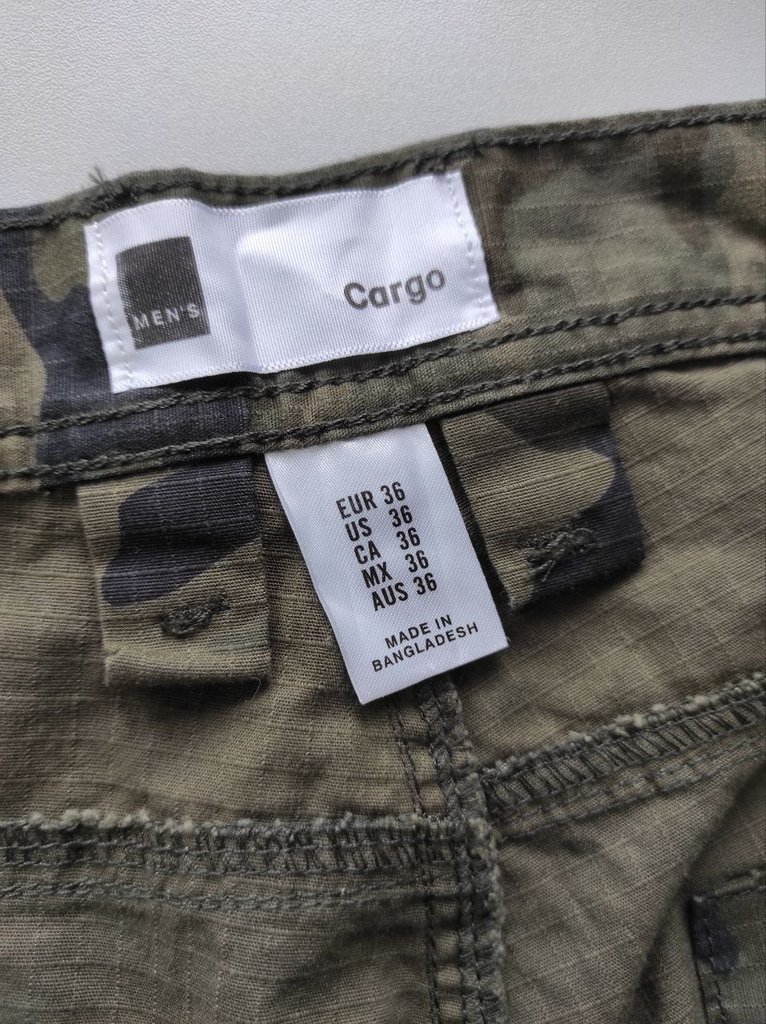 MEN'S
Cargo
EUR 36
US 36
CA 36
MX 36
AUS 36
MADE IN
BANGLADESH